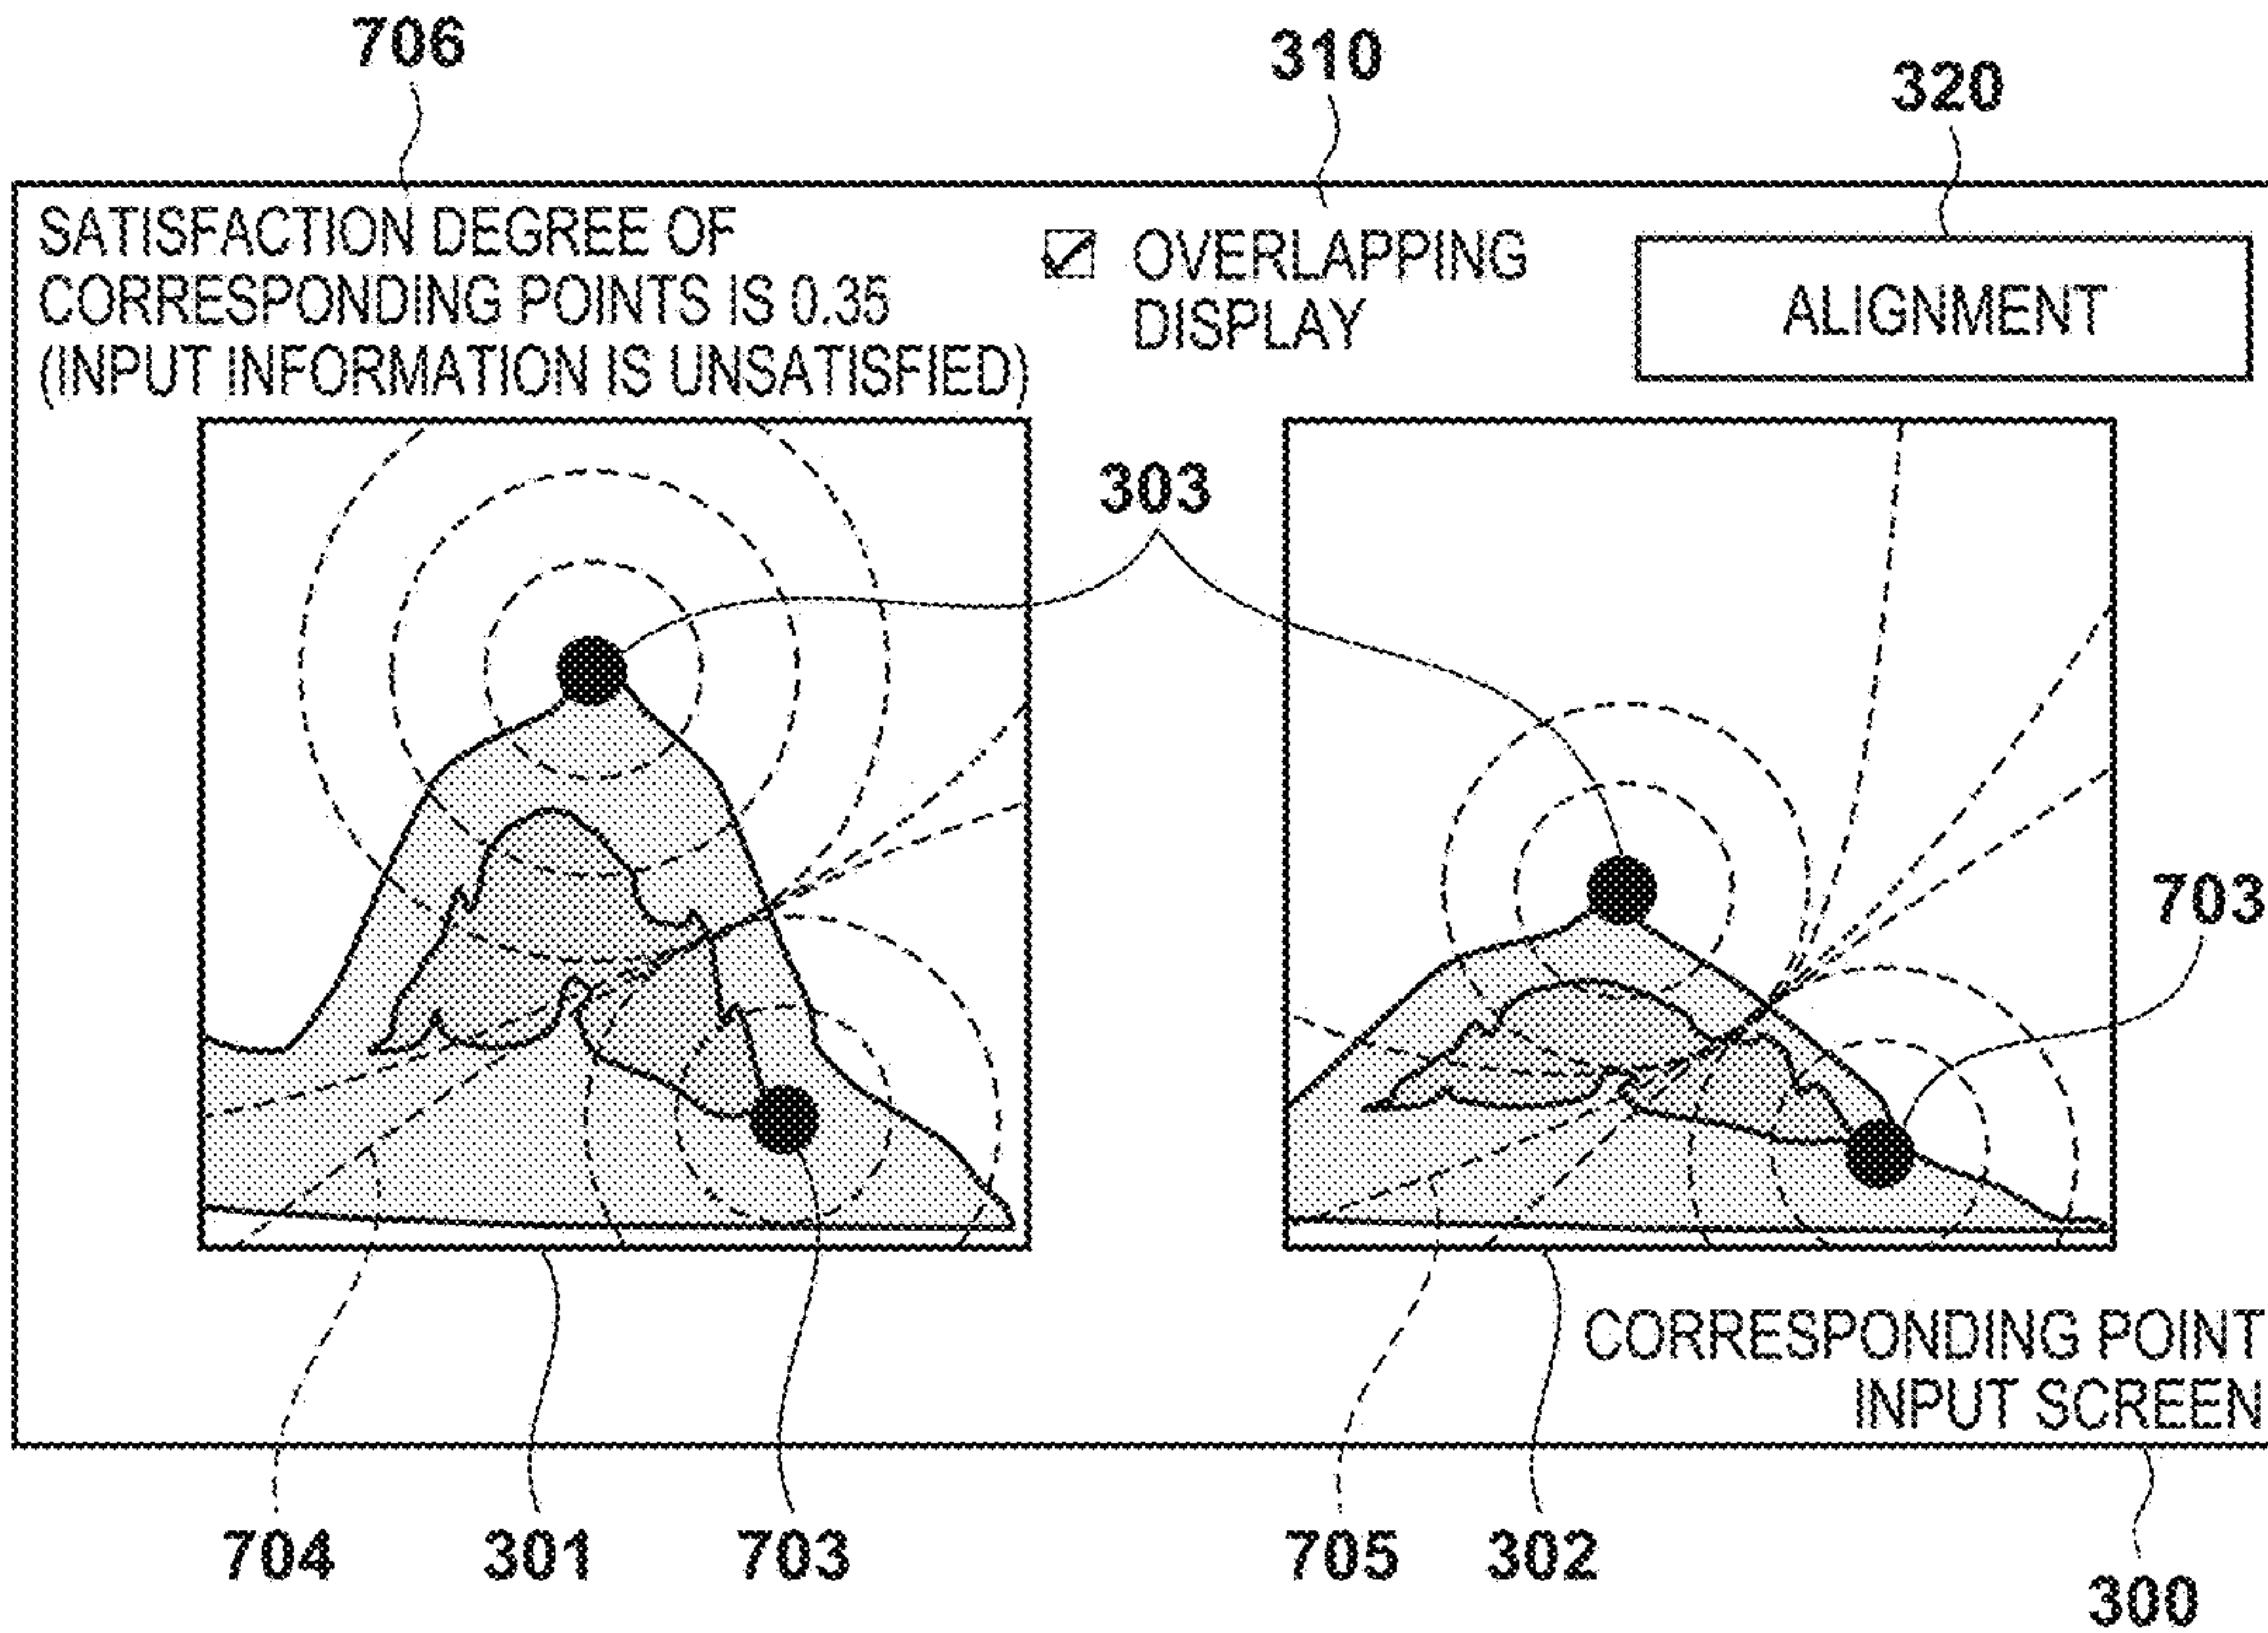 706
310
320
SATISFACTION DEGREE OF
CORRESPONDING POINTS IS 0.35
(INPUT INFORMATION IS UNSATISFIED)
OVERLAPPING
DISPLAY
ALIGNMENT
303
703
CORRESPONDING POINT
INPUT SCREEN
704
301
703
705
302
300